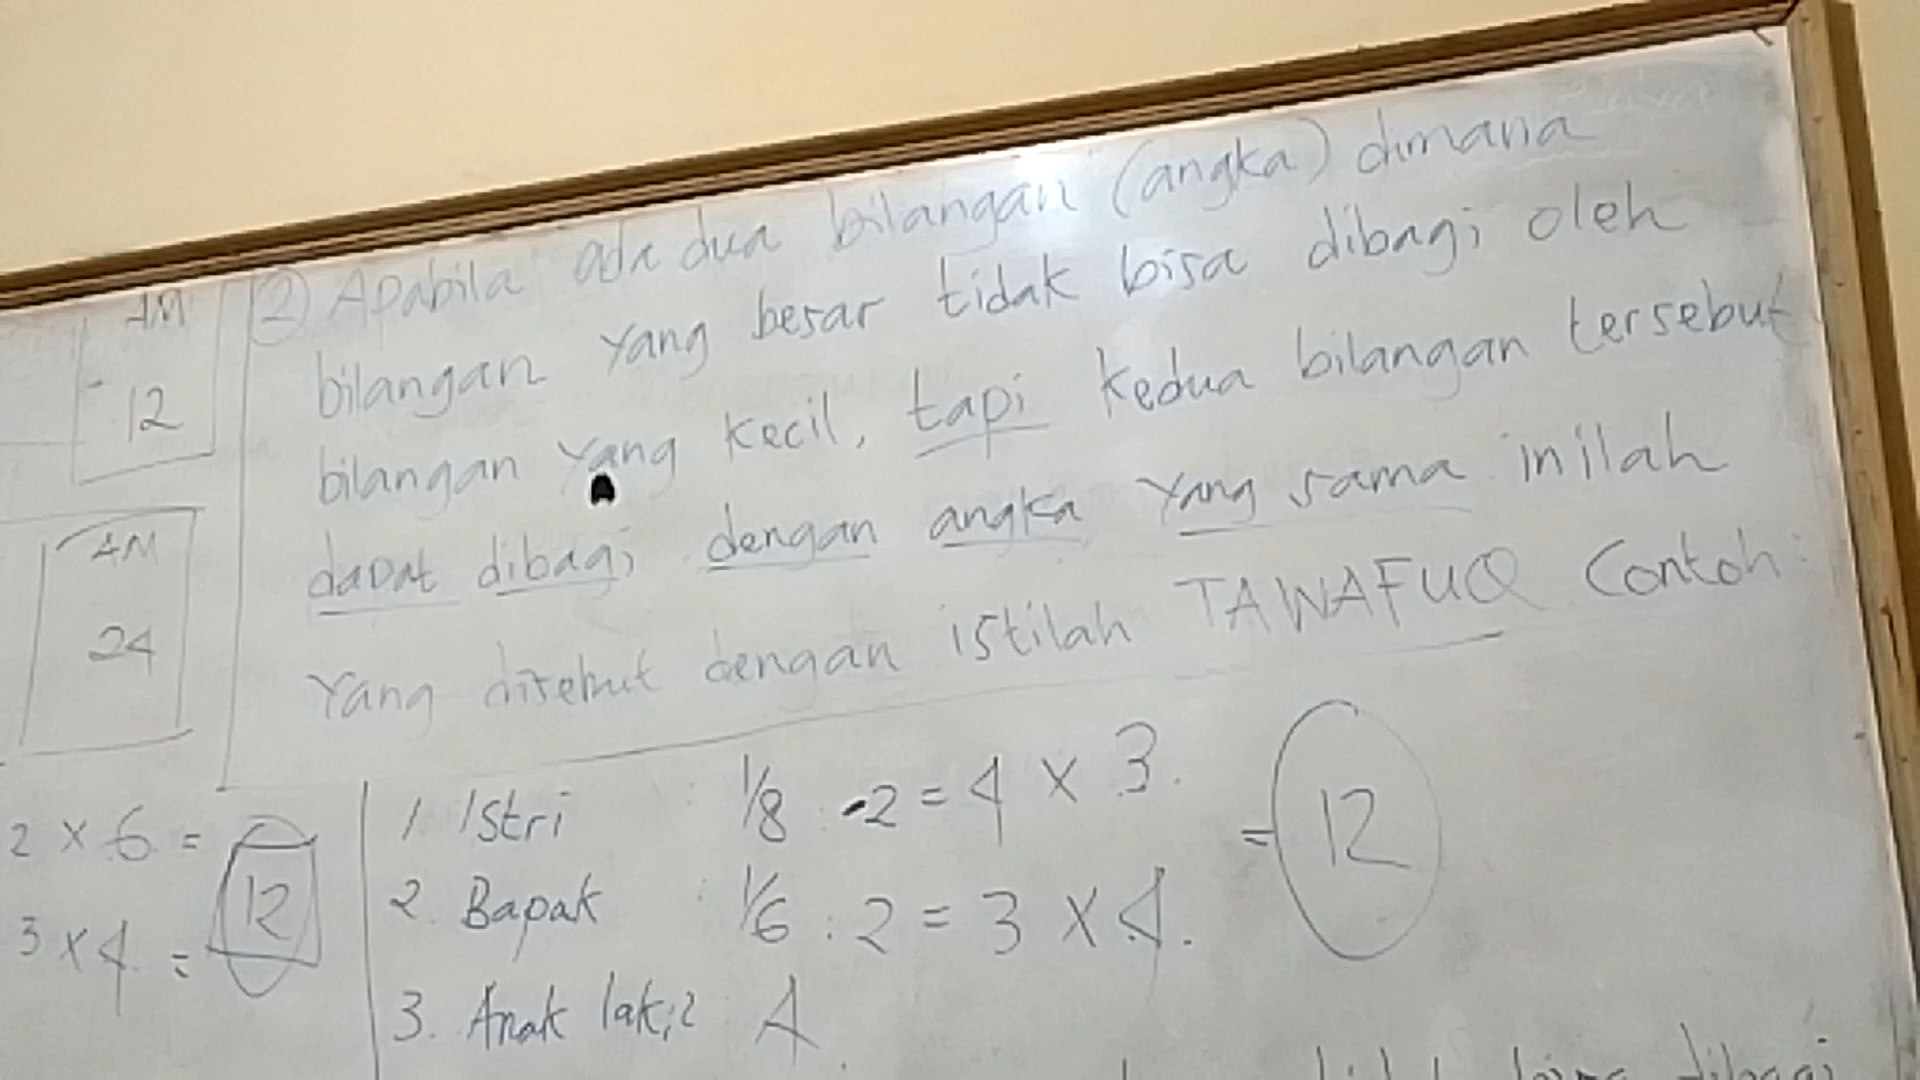 AM
12
AM
24
2 x 6 =
12
3 x 4 =
② Apabila ada dua bilangan (angka) dimana
bilangan yang besar tidak bisa dibagi oleh
bilangan yang kecil, tapi kedua bilangan tersebut
dapat dibagi dengan angka yang sama inilah
yang disebut dengan istilah TAWAFUQ Contoh:
1. Istri : 1/8 : 2 = 4 x 3.
= 12
2. Bapak : 1/6 : 2 = 3 x 4.
3. Anak laki2 A
dibagi